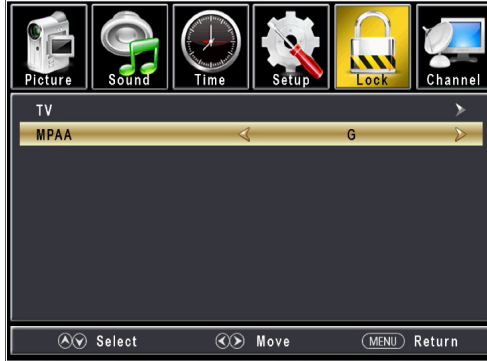 Picture Sound Time Setup Lock Channel
TV
MPAA G
Select Move MENU Return